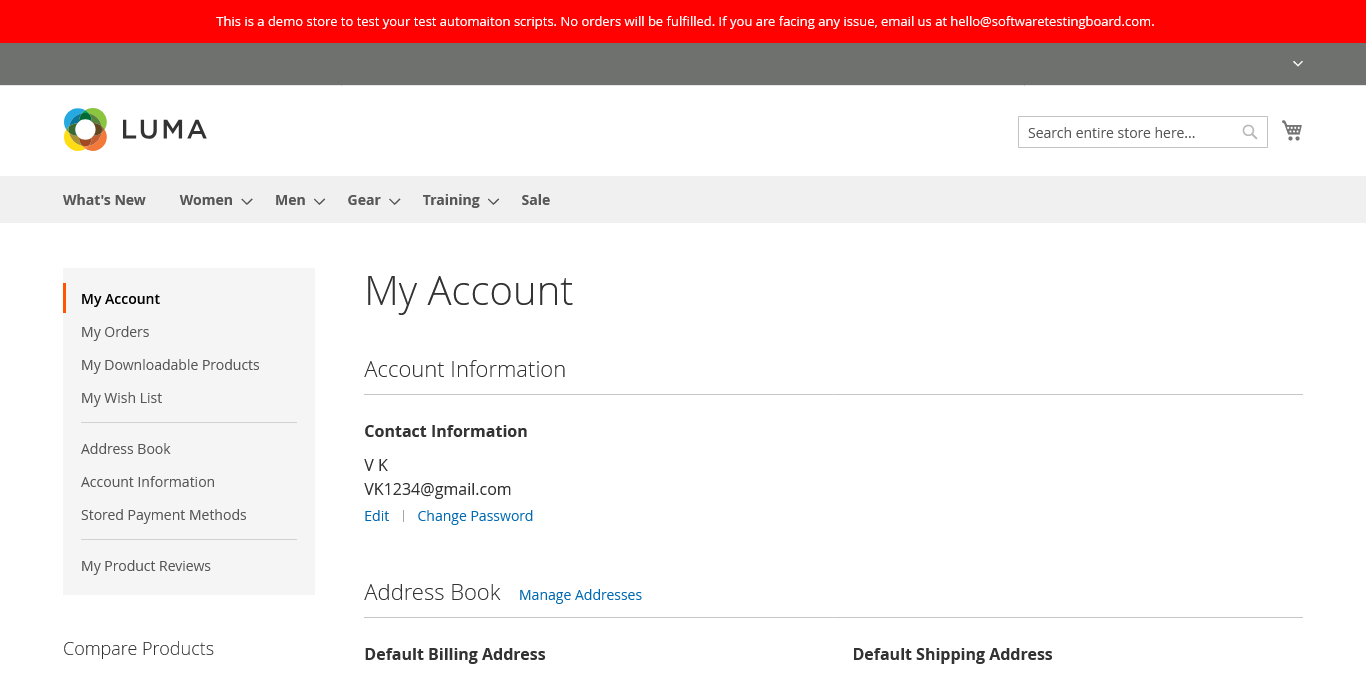 This is a demo store to test your test automaiton scripts. No orders will be fulfilled. If you are facing any issue, email us at hello@softwaretestingboard.com.
LUMA
Search entire store here...
What's New Women Men Gear Training Sale
My Account
My Orders
My Downloadable Products
My Wish List
Address Book
Account Information
Stored Payment Methods
My Product Reviews
Compare Products
My Account
Account Information
Contact Information
V K
VK1234@gmail.com
Edit | Change Password
Address Book Manage Addresses
Default Billing Address
Default Shipping Address